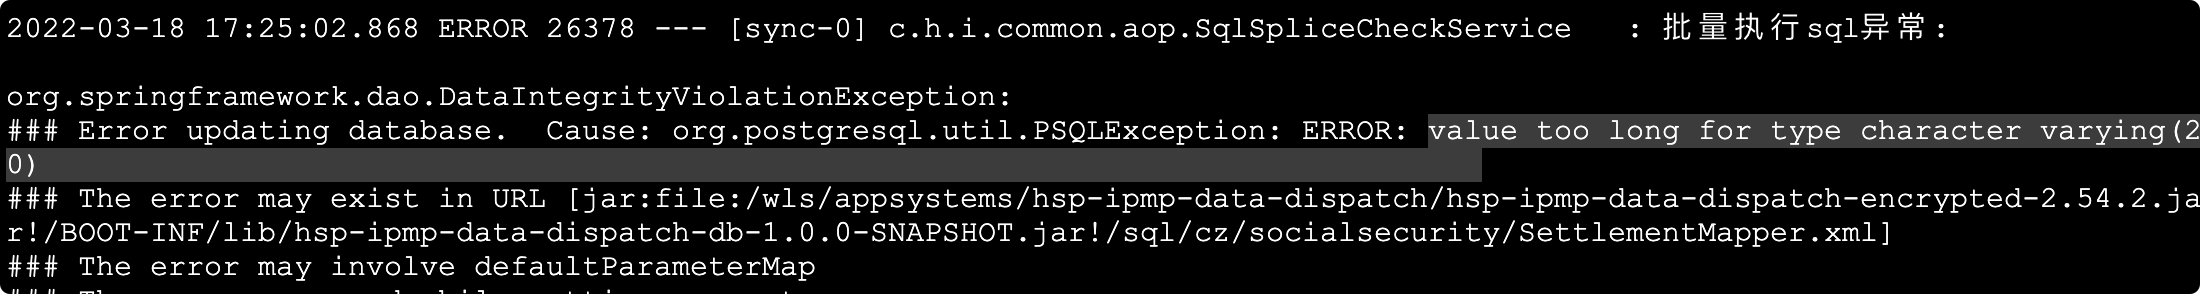 2022-03-18 17:25:02.868 ERROR 26378 --- [sync-0] c.h.i.common.aop.SqlSpliceCheckService   : 批量执行sql异常:
org.springframework.dao.DataIntegrityViolationException:
### Error updating database.  Cause: org.postgresql.util.PSQLException: ERROR: value too long for type character varying(2
0)
### The error may exist in URL [jar:file:/wls/appsystems/hsp-ipmp-data-dispatch/hsp-ipmp-data-dispatch-encrypted-2.54.2.ja
r!/BOOT-INF/lib/hsp-ipmp-data-dispatch-db-1.0.0-SNAPSHOT.jar!/sql/cz/socialsecurity/SettlementMapper.xml]
### The error may involve defaultParameterMap